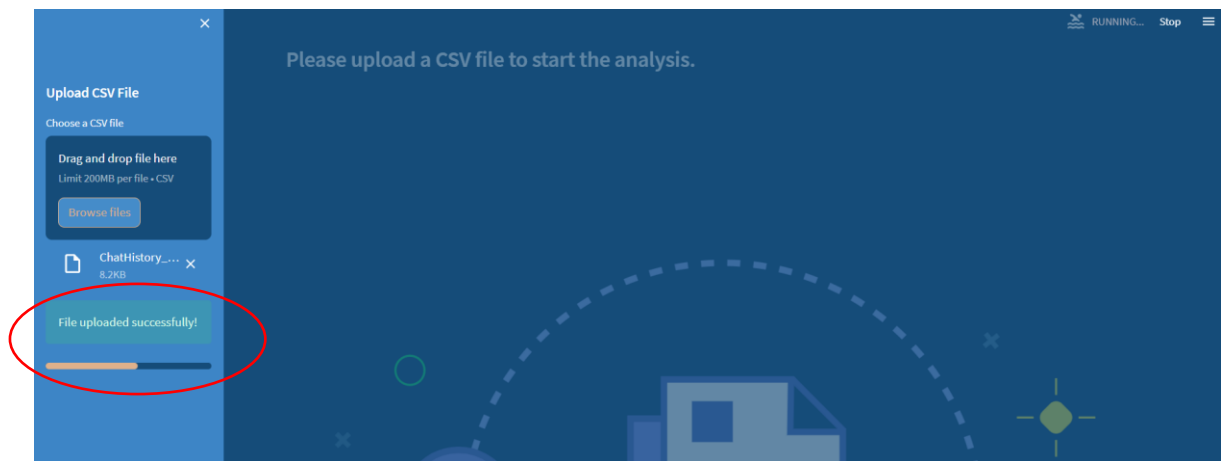 RUNNING... Stop
Please upload a CSV file to start the analysis.
Upload CSV File
Choose a CSV file
Drag and drop file here
Limit 200MB per file • CSV
Browse files
ChatHistory_...
8.2KB
File uploaded successfully!